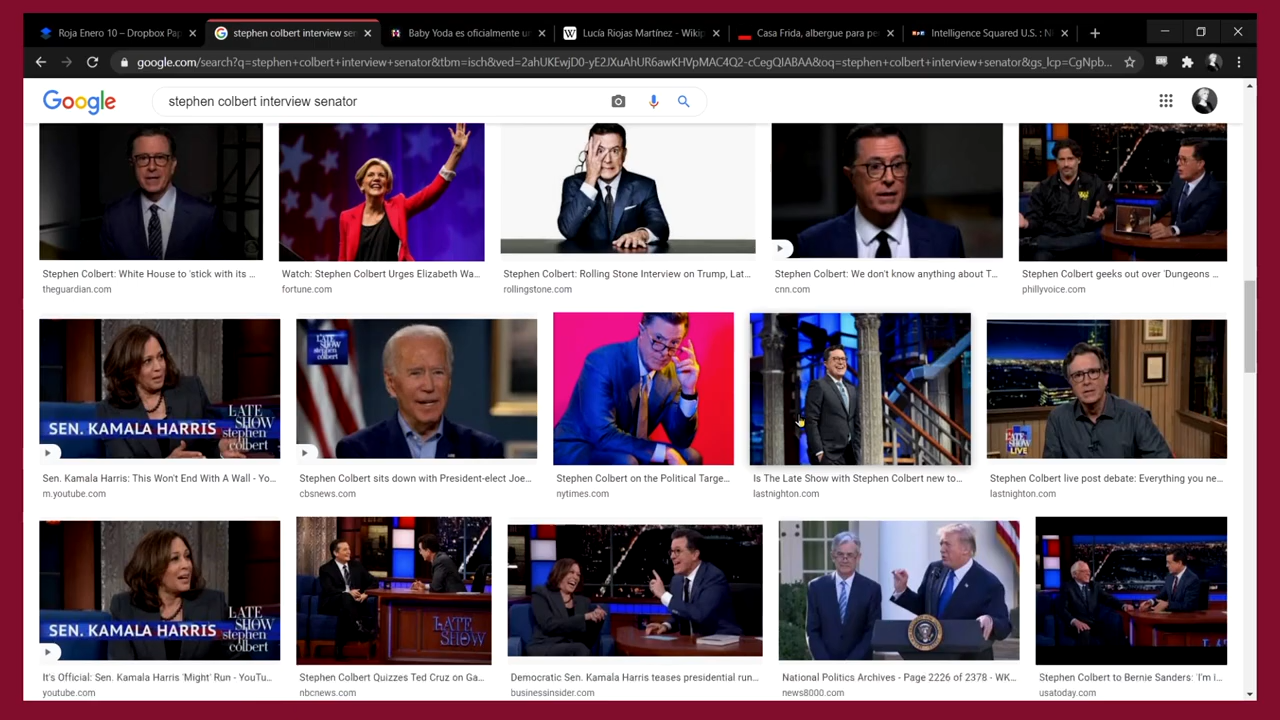 Roja Enero 10 – Dropbox Pap
stephen colbert interview sen
Baby Yoda es oficialmente u
Lucía Riojas Martínez - Wikip
Casa Frida, albergue para pe
Intelligence Squared U.S. : N
google.com/search?q=stephen+colbert+interview+senator&tbm=isch&ved=2ahUKEwjD0-yE2JXuAhUR6awKHVpMAC4Q2-cCegQIABAA&oq=stephen+colbert+interview+senator&gs_lcp=CgNpb...
Google
stephen colbert interview senator
Stephen Colbert: White House to 'stick with its ...
theguardian.com
Watch: Stephen Colbert Urges Elizabeth Wa...
fortune.com
Stephen Colbert: Rolling Stone Interview on Trump, Lat...
rollingstone.com
Stephen Colbert: We don't know anything about T...
cnn.com
Stephen Colbert geeks out over 'Dungeons ...
phillyvoice.com
LATE
SHOW
stephen
colbert
SEN. KAMALA HARRIS
Sen. Kamala Harris: This Won't End With A Wall - Yo...
m.youtube.com
LATE
SHOW
stephen
colbert
Stephen Colbert sits down with President-elect Joe...
cbsnews.com
Stephen Colbert on the Political Targe...
nytimes.com
Is The Late Show with Stephen Colbert new to...
lastnighton.com
LATE
SHOW
LIVE
Stephen Colbert live post debate: Everything you ne...
lastnighton.com
LATE
SHOW
stephen
colbert
SEN. KAMALA HARRIS
It's Official: Sen. Kamala Harris 'Might' Run - YouTu...
youtube.com
LATE
SHOW
Stephen Colbert Quizzes Ted Cruz on Ga...
nbcnews.com
Democratic Sen. Kamala Harris teases presidential run...
businessinsider.com
National Politics Archives - Page 2226 of 2378 - WK...
news8000.com
Stephen Colbert to Bernie Sanders: 'I'm i...
usatoday.com